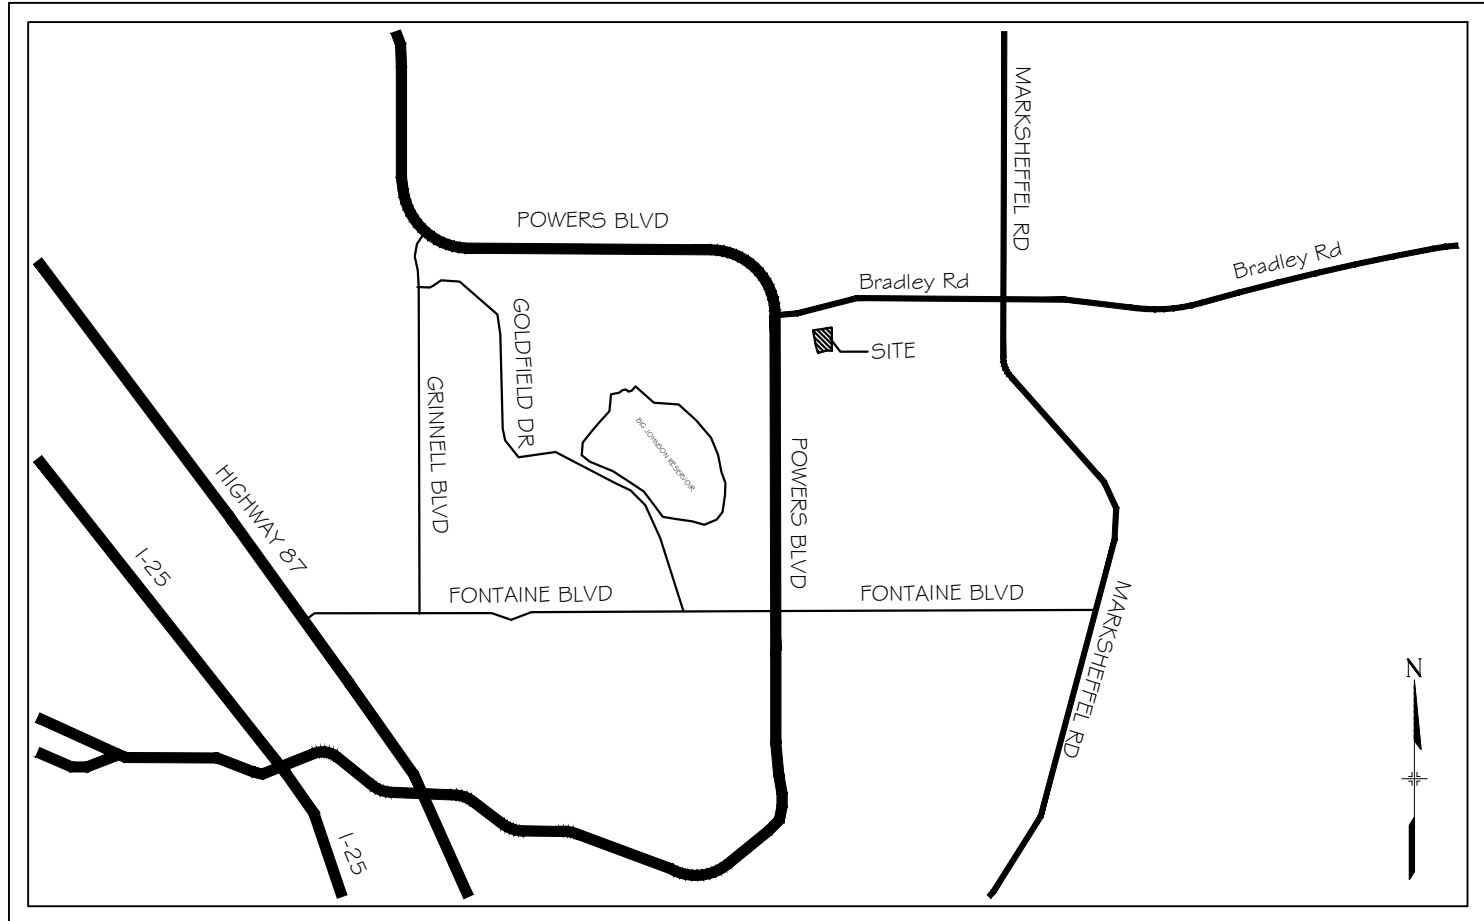 MARKSHEFFEL RD
POWERS BLVD
Bradley Rd
Bradley Rd
GOLDFIELD DR
SITE
GRINNELL BLVD
BIG JOHNSON RESERVOIR
POWERS BLVD
HIGHWAY 87
I-25
FONTAINE BLVD
FONTAINE BLVD
MARKSHEFFEL RD
N
I-25